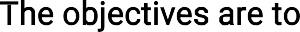 The objectives are to